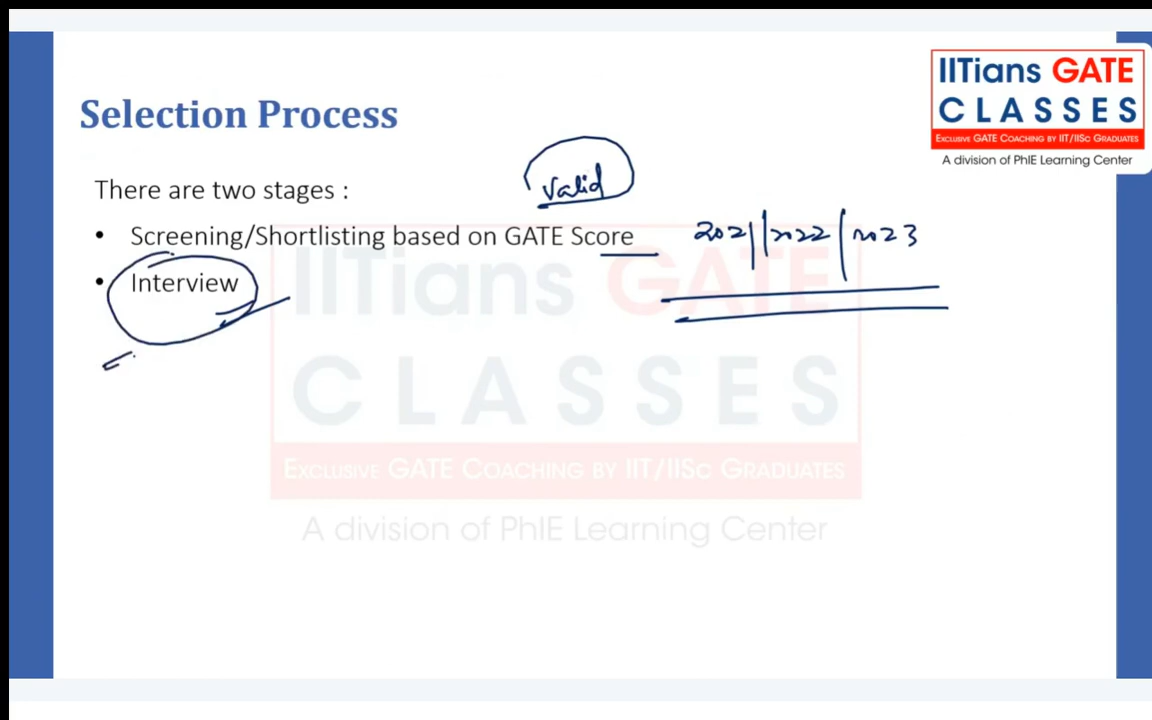 IITians GATE
CLASSES
EXCLUSIVE GATE COACHING BY IIT/IISC GRADUATES
A division of PhIE Learning Center
Selection Process
valid
There are two stages :
• Screening/Shortlisting based on GATE Score
2021 | 2022 | 2023
• Interview
IITians GATE
CLASSES
EXCLUSIVE GATE COACHING BY IIT/IISC GRADUATES
A division of PhIE Learning Center